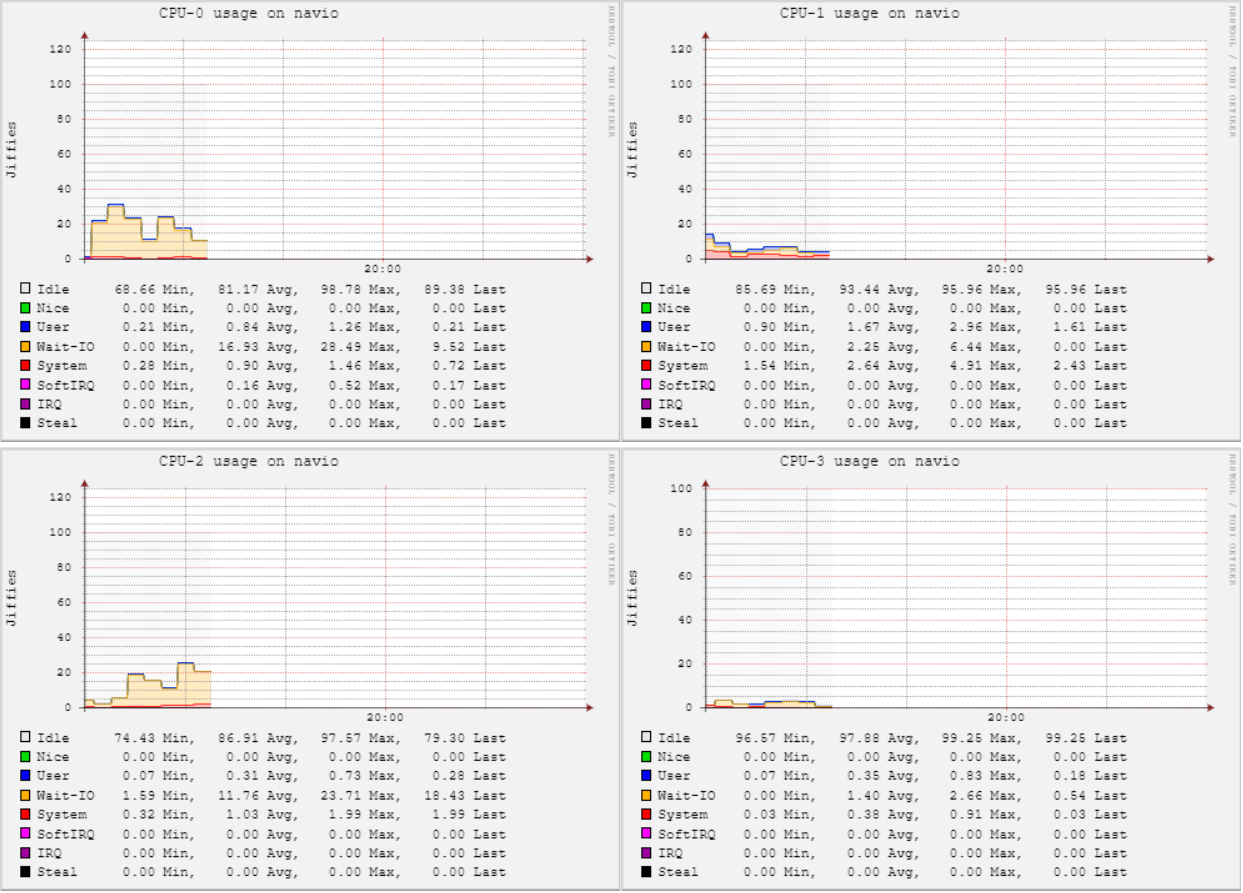 CPU-0 usage on navio
RRDTOOL / TOBI OETIKER
Jiffies
120
100
80
60
40
20
0
20:00
Idle 68.66 Min, 81.17 Avg, 98.78 Max, 89.38 Last
Nice 0.00 Min, 0.00 Avg, 0.00 Max, 0.00 Last
User 0.21 Min, 0.84 Avg, 1.26 Max, 0.21 Last
Wait-IO 0.00 Min, 16.93 Avg, 28.49 Max, 9.52 Last
System 0.28 Min, 0.90 Avg, 1.46 Max, 0.72 Last
SoftIRQ 0.00 Min, 0.16 Avg, 0.52 Max, 0.17 Last
IRQ 0.00 Min, 0.00 Avg, 0.00 Max, 0.00 Last
Steal 0.00 Min, 0.00 Avg, 0.00 Max, 0.00 Last
CPU-1 usage on navio
RRDTOOL / TOBI OETIKER
Jiffies
120
100
80
60
40
20
0
20:00
Idle 85.69 Min, 93.44 Avg, 95.96 Max, 95.96 Last
Nice 0.00 Min, 0.00 Avg, 0.00 Max, 0.00 Last
User 0.90 Min, 1.67 Avg, 2.96 Max, 1.61 Last
Wait-IO 0.00 Min, 2.25 Avg, 6.44 Max, 0.00 Last
System 1.54 Min, 2.64 Avg, 4.91 Max, 2.43 Last
SoftIRQ 0.00 Min, 0.00 Avg, 0.00 Max, 0.00 Last
IRQ 0.00 Min, 0.00 Avg, 0.00 Max, 0.00 Last
Steal 0.00 Min, 0.00 Avg, 0.00 Max, 0.00 Last
CPU-2 usage on navio
RRDTOOL / TOBI OETIKER
Jiffies
120
100
80
60
40
20
0
20:00
Idle 74.43 Min, 86.91 Avg, 97.57 Max, 79.30 Last
Nice 0.00 Min, 0.00 Avg, 0.00 Max, 0.00 Last
User 0.07 Min, 0.31 Avg, 0.73 Max, 0.28 Last
Wait-IO 1.59 Min, 11.76 Avg, 23.71 Max, 18.43 Last
System 0.32 Min, 1.03 Avg, 1.99 Max, 1.99 Last
SoftIRQ 0.00 Min, 0.00 Avg, 0.00 Max, 0.00 Last
IRQ 0.00 Min, 0.00 Avg, 0.00 Max, 0.00 Last
Steal 0.00 Min, 0.00 Avg, 0.00 Max, 0.00 Last
CPU-3 usage on navio
RRDTOOL / TOBI OETIKER
Jiffies
100
80
60
40
20
0
20:00
Idle 96.57 Min, 97.88 Avg, 99.25 Max, 99.25 Last
Nice 0.00 Min, 0.00 Avg, 0.00 Max, 0.00 Last
User 0.07 Min, 0.35 Avg, 0.83 Max, 0.18 Last
Wait-IO 0.00 Min, 1.40 Avg, 2.66 Max, 0.54 Last
System 0.03 Min, 0.38 Avg, 0.91 Max, 0.03 Last
SoftIRQ 0.00 Min, 0.00 Avg, 0.00 Max, 0.00 Last
IRQ 0.00 Min, 0.00 Avg, 0.00 Max, 0.00 Last
Steal 0.00 Min, 0.00 Avg, 0.00 Max, 0.00 Last